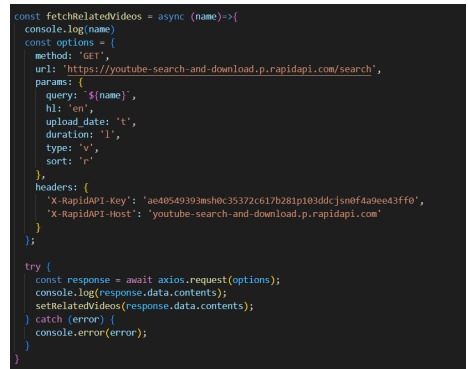 const fetchRelatedVideos = async (name)=>{
console.log(name)
const options = {
method: 'GET',
url: 'https://youtube-search-and-download.p.rapidapi.com/search',
params: {
query: `${name}`,
hl: 'en',
upload_date: 't',
duration: 'l',
type: 'v',
sort: 'r'
},
headers: {
'X-RapidAPI-Key': 'ae40549393msh0c35372c617b281p103ddcjsn0f4a9ee43ff0',
'X-RapidAPI-Host': 'youtube-search-and-download.p.rapidapi.com'
}
};
try {
const response = await axios.request(options);
console.log(response.data.contents);
setRelatedVideos(response.data.contents);
} catch (error) {
console.error(error);
}
}